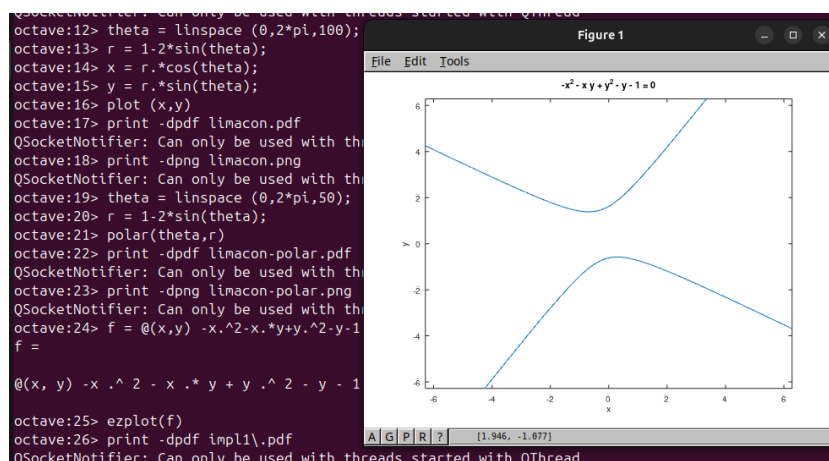 QSocketNotifier: Can only be used with threads started with QThread
octave:12> theta = linspace (0,2*pi,100);
octave:13> r = 1-2*sin(theta);
octave:14> x = r.*cos(theta);
octave:15> y = r.*sin(theta);
octave:16> plot (x,y)
octave:17> print -dpdf limacon.pdf
QSocketNotifier: Can only be used with thr
octave:18> print -dpng limacon.png
QSocketNotifier: Can only be used with th
octave:19> theta = linspace (0,2*pi,50);
octave:20> r = 1-2*sin(theta);
octave:21> polar(theta,r)
octave:22> print -dpdf limacon-polar.pdf
QSocketNotifier: Can only be used with th
octave:23> print -dpng limacon-polar.png
QSocketNotifier: Can only be used with th
octave:24> f = @(x,y) -x.^2-x.*y+y.^2-y-1
f =
@(x, y) -x .^ 2 - x .* y + y .^ 2 - y - 1
octave:25> ezplot(f)
octave:26> print -dpdf impl1\.pdf
QSocketNotifier: Can only be used with threads started with QThread
Figure 1
File Edit Tools
-x² - x y + y² - y - 1 = 0
6
4
2
0
-2
-4
-6
y
-6 -4 -2 0 2 4 6
x
A G P R ? [1.946, -1.077]